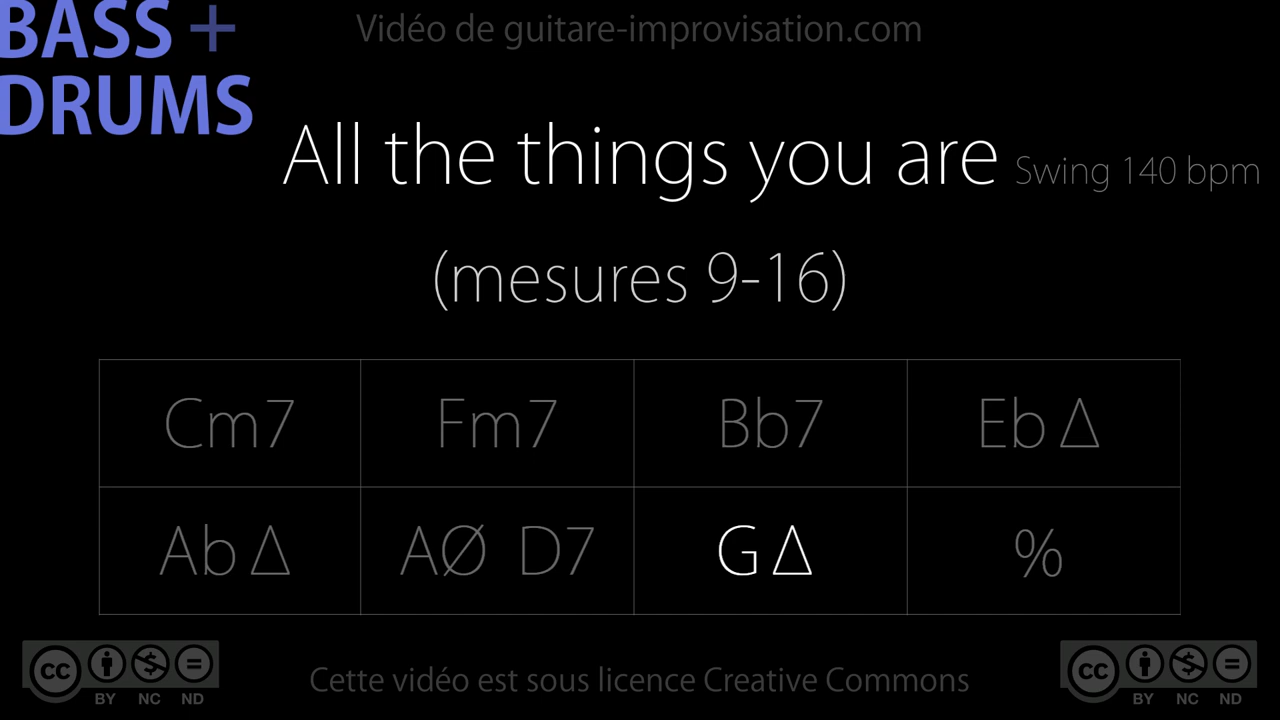 BASS +
DRUMS
Vidéo de guitare-improvisation.com
All the things you are Swing 140 bpm
(mesures 9-16)
Cm7 Fm7 Bb7 Eb Δ
Ab Δ AØ D7 G Δ %
cc BY NC ND
Cette vidéo est sous licence Creative Commons
cc BY NC ND